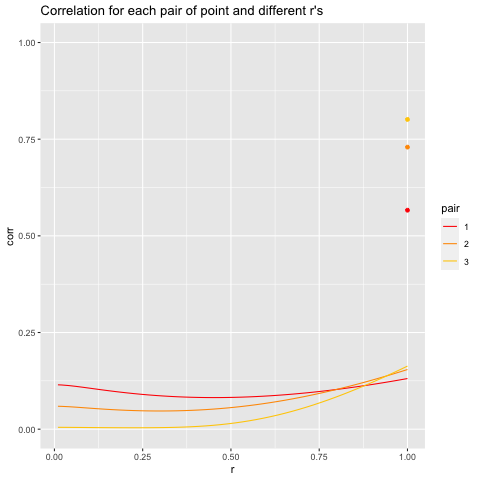 Correlation for each pair of point and different r's
1.00
0.75
0.50
0.25
0.00
corr
0.00 0.25 0.50 0.75 1.00
r
pair
1
2
3